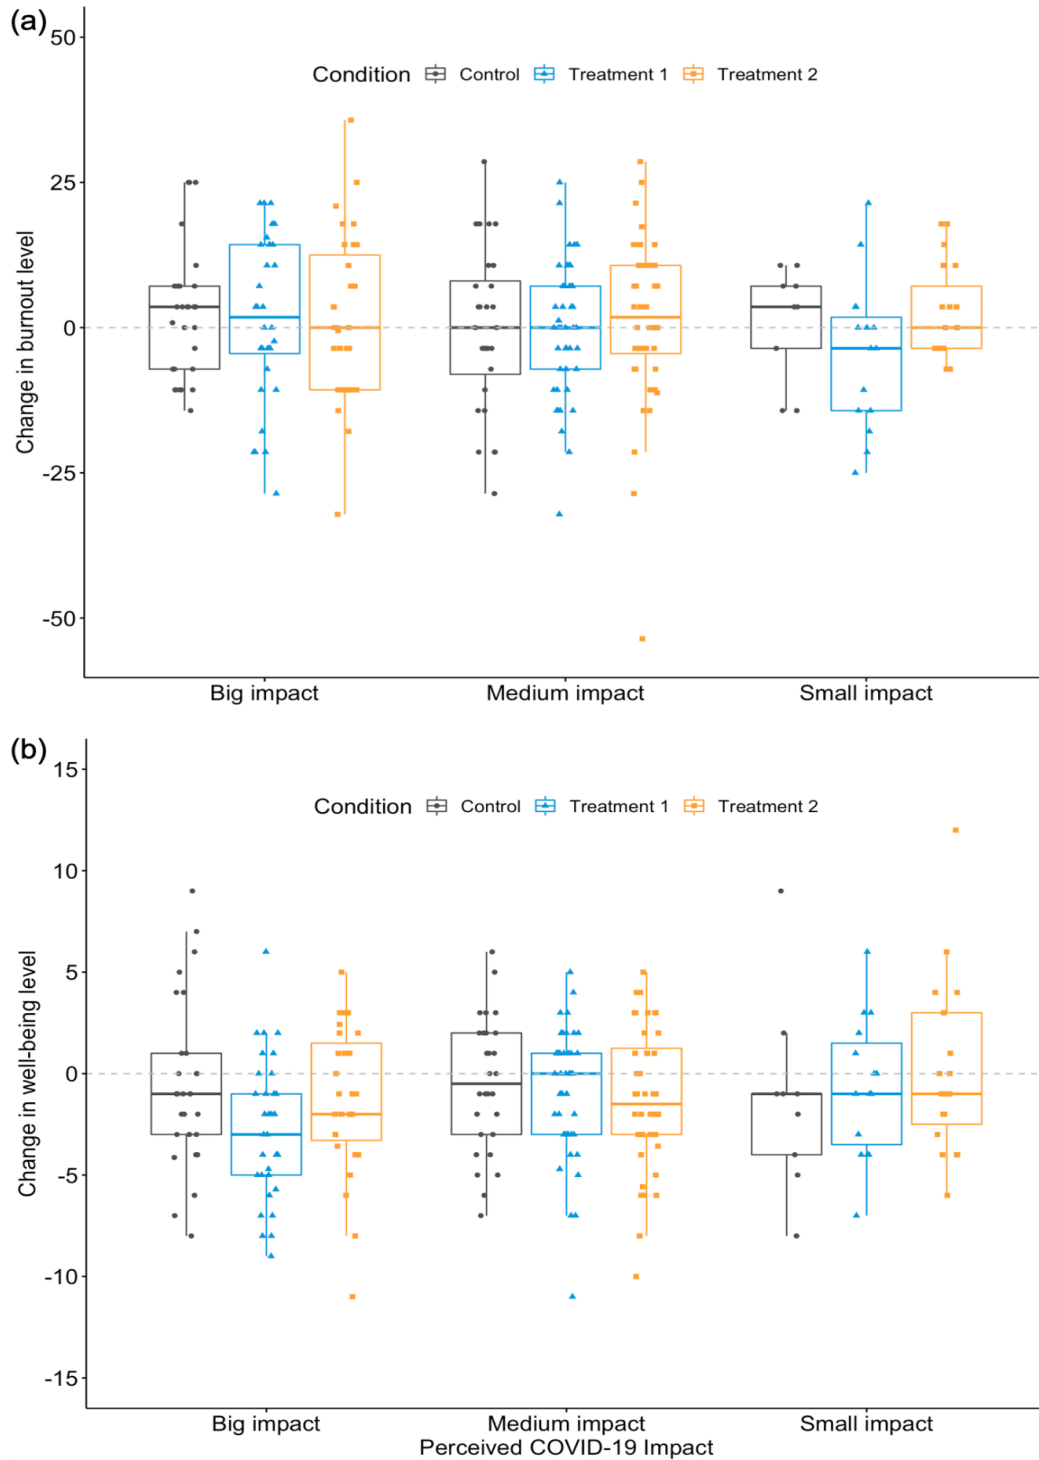 (a)
50
Condition Control Treatment 1 Treatment 2
25
Change in burnout level
0
-25
-50
Big impact Medium impact Small impact
(b)
15
Condition Control Treatment 1 Treatment 2
10
5
Change in well-being level
0
-5
-10
-15
Big impact Medium impact Small impact
Perceived COVID-19 Impact